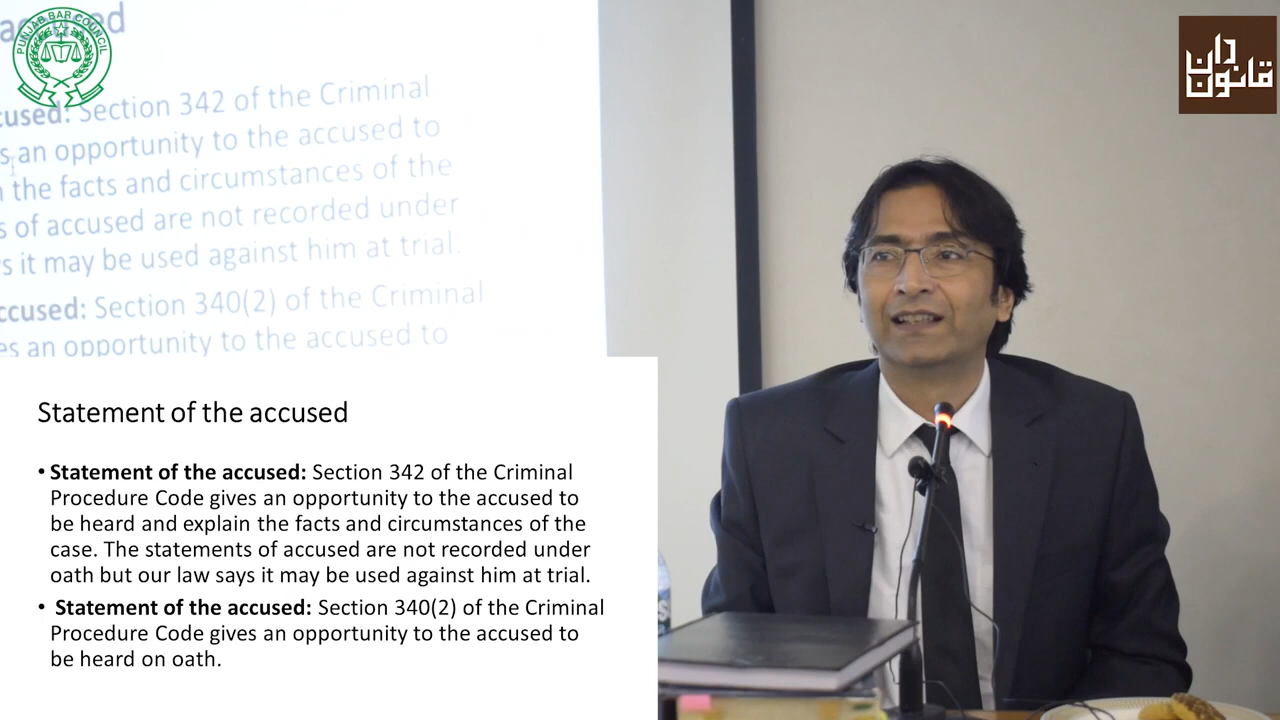 PUNJAB BAR COUNCIL
قانون دان
cused: Section 342 of the Criminal
s an opportunity to the accused to
the facts and circumstances of the
s of accused are not recorded under
s it may be used against him at trial.
ccused: Section 340(2) of the Criminal
es an opportunity to the accused to
Statement of the accused
• Statement of the accused: Section 342 of the Criminal
Procedure Code gives an opportunity to the accused to
be heard and explain the facts and circumstances of the
case. The statements of accused are not recorded under
oath but our law says it may be used against him at trial.
• Statement of the accused: Section 340(2) of the Criminal
Procedure Code gives an opportunity to the accused to
be heard on oath.